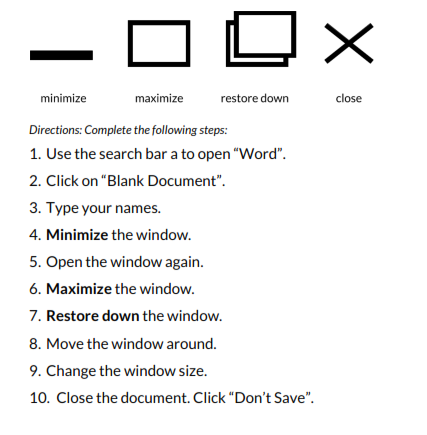 minimize maximize restore down close
Directions: Complete the following steps:
1. Use the search bar a to open “Word”.
2. Click on “Blank Document”.
3. Type your names.
4. Minimize the window.
5. Open the window again.
6. Maximize the window.
7. Restore down the window.
8. Move the window around.
9. Change the window size.
10. Close the document. Click “Don’t Save”.